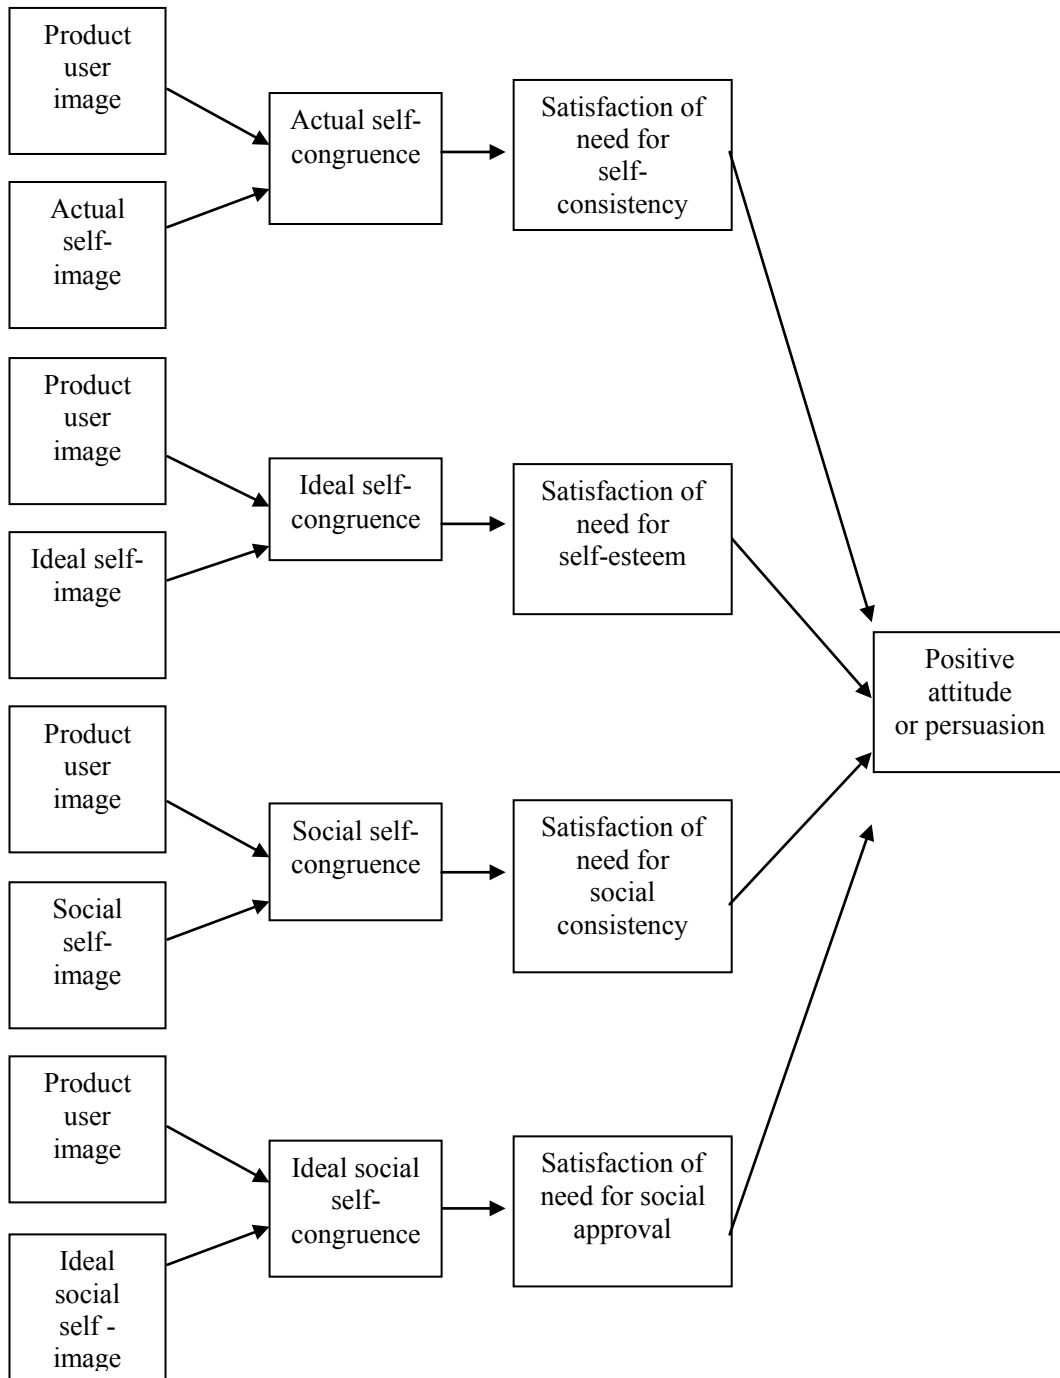 Product
user
image
Actual
self-
image
Actual self-
congruence
Satisfaction of
need for
self-
consistency
Product
user
image
Ideal self-
image
Ideal self-
congruence
Satisfaction of
need for
self-esteem
Product
user
image
Social
self-
image
Social self-
congruence
Satisfaction of
need for
social
consistency
Product
user
image
Ideal
social
self -
image
Ideal social
self-
congruence
Satisfaction of
need for social
approval
Positive
attitude
or persuasion